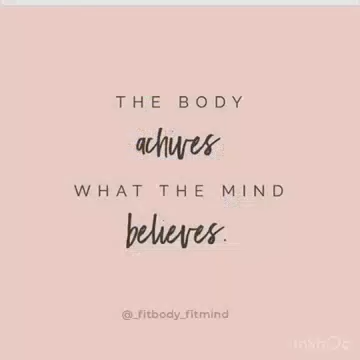 THE BODY
achives
WHAT THE MIND
believes.
@_fitbody_fitmind